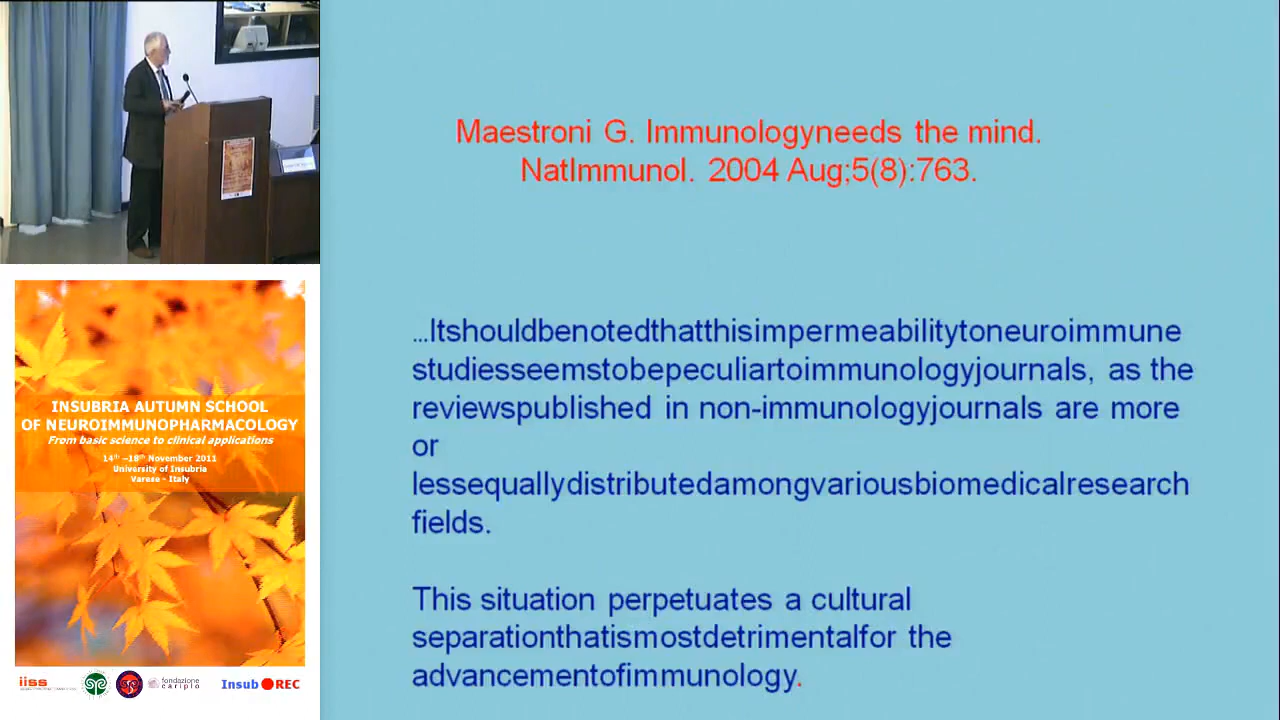 Maestroni G. Immunologyneeds the mind.
NatImmunol. 2004 Aug;5(8):763.
...Itshouldbenotedthatthisimpermeabilitytoneuroimmune
studiesseemstobepeculiartoimmunologyjournals, as the
reviewspublished in non-immunologyjournals are more
or
lessequallydistributedamongvariousbiomedicalresearch
fields.
This situation perpetuates a cultural
separationthatismostdetrimentalfor the
advancementofimmunology.
INSUBRIA AUTUMN SCHOOL
OF NEUROIMMUNOPHARMACOLOGY
From basic science to clinical applications
14th –18th November 2011
University of Insubria
Varese - Italy
iiss
fondazione
cariplo
Insub REC